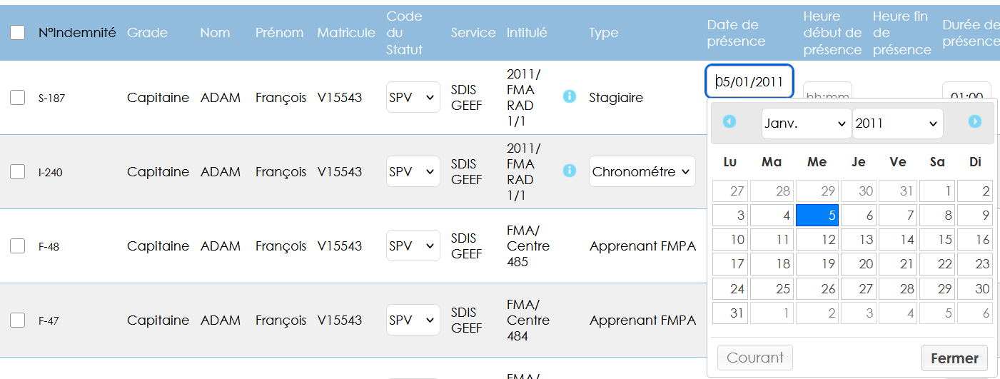 N°Indemnité Grade Nom Prénom Matricule Code du Statut Service Intitulé Type Date de présence Heure début de présence Heure fin de présence Durée de présence
S-187 Capitaine ADAM François V15543 SPV SDIS GEEF 2011/ FMA RAD 1/1 Stagiaire 05/01/2011 hh:mm 01:00
I-240 Capitaine ADAM François V15543 SPV SDIS GEEF 2011/ FMA RAD 1/1 Chronométre
F-48 Capitaine ADAM François V15543 SPV SDIS GEEF FMA/ Centre 485 Apprenant FMPA
F-47 Capitaine ADAM François V15543 SPV SDIS GEEF FMA/ Centre 484 Apprenant FMPA
FMA/
Janv. 2011
Lu Ma Me Je Ve Sa Di
27 28 29 30 31 1 2
3 4 5 6 7 8 9
10 11 12 13 14 15 16
17 18 19 20 21 22 23
24 25 26 27 28 29 30
31 1 2 3 4 5 6
Courant Fermer